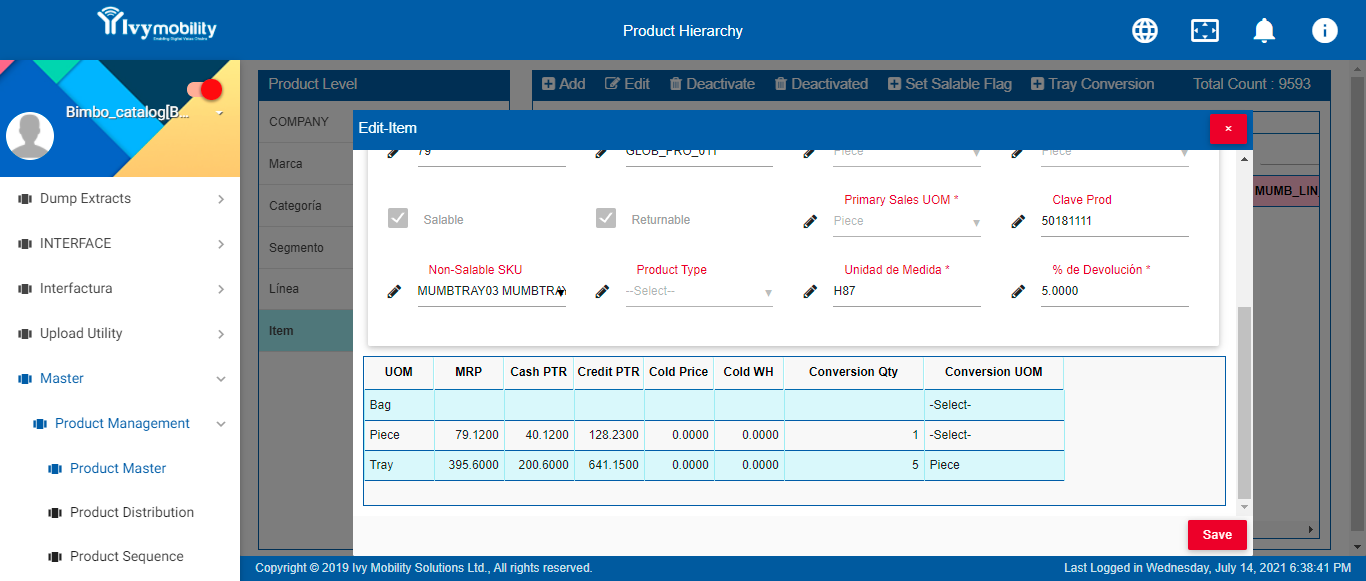 Ivymobility
Enabling Digital Value Chains
Product Hierarchy
Bimbo_catalog[B...
Dump Extracts
INTERFACE
Interfactura
Upload Utility
Master
Product Management
Product Master
Product Distribution
Product Sequence
Product Level
COMPANY
Marca
Categoría
Segmento
Línea
Item
Add Edit Deactivate Deactivated Set Salable Flag Tray Conversion Total Count : 9593
MUMB_LIN
Edit-Item
×
79 GLOB_PRO_011 Piece Piece
Primary Sales UOM * Clave Prod
Salable Returnable Piece 50181111
Non-Salable SKU Product Type Unidad de Medida * % de Devolución *
MUMBTRAY03 MUMBTRAY --Select-- H87 5.0000
UOM MRP Cash PTR Credit PTR Cold Price Cold WH Conversion Qty Conversion UOM
Bag -Select-
Piece 79.1200 40.1200 128.2300 0.0000 0.0000 1 -Select-
Tray 395.6000 200.6000 641.1500 0.0000 0.0000 5 Piece
Save
Copyright © 2019 Ivy Mobility Solutions Ltd., All rights reserved. Last Logged in Wednesday, July 14, 2021 6:38:41 PM